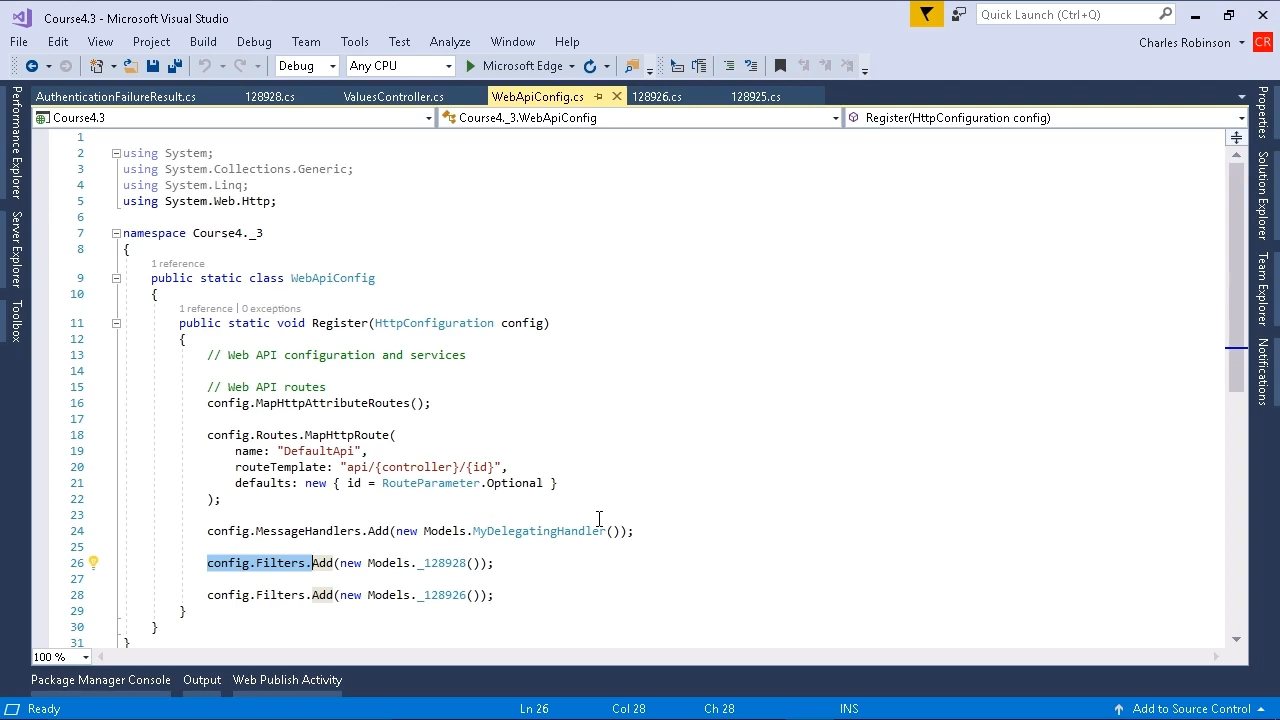 Course4.3 - Microsoft Visual Studio
Quick Launch (Ctrl+Q)
File Edit View Project Build Debug Team Tools Test Analyze Window Help
Charles Robinson CR
Debug Any CPU Microsoft Edge
AuthenticationFailureResult.cs 128928.cs ValuesController.cs WebApiConfig.cs 128926.cs 128925.cs
Course4.3 Course4._3.WebApiConfig Register(HttpConfiguration config)
Performance Explorer
Server Explorer
Toolbox
1
2 using System;
3 using System.Collections.Generic;
4 using System.Linq;
5 using System.Web.Http;
6
7 namespace Course4._3
8 {
1 reference
9 public static class WebApiConfig
10 {
1 reference | 0 exceptions
11 public static void Register(HttpConfiguration config)
12 {
13 // Web API configuration and services
14
15 // Web API routes
16 config.MapHttpAttributeRoutes();
17
18 config.Routes.MapHttpRoute(
19 name: "DefaultApi",
20 routeTemplate: "api/{controller}/{id}",
21 defaults: new { id = RouteParameter.Optional }
22 );
23
24 config.MessageHandlers.Add(new Models.MyDelegatingHandler());
25
26 config.Filters.Add(new Models._128928());
27
28 config.Filters.Add(new Models._128926());
29 }
30 }
31 }
Properties
Solution Explorer
Team Explorer
Notifications
100 %
Package Manager Console Output Web Publish Activity
Ready Ln 26 Col 28 Ch 28 INS Add to Source Control